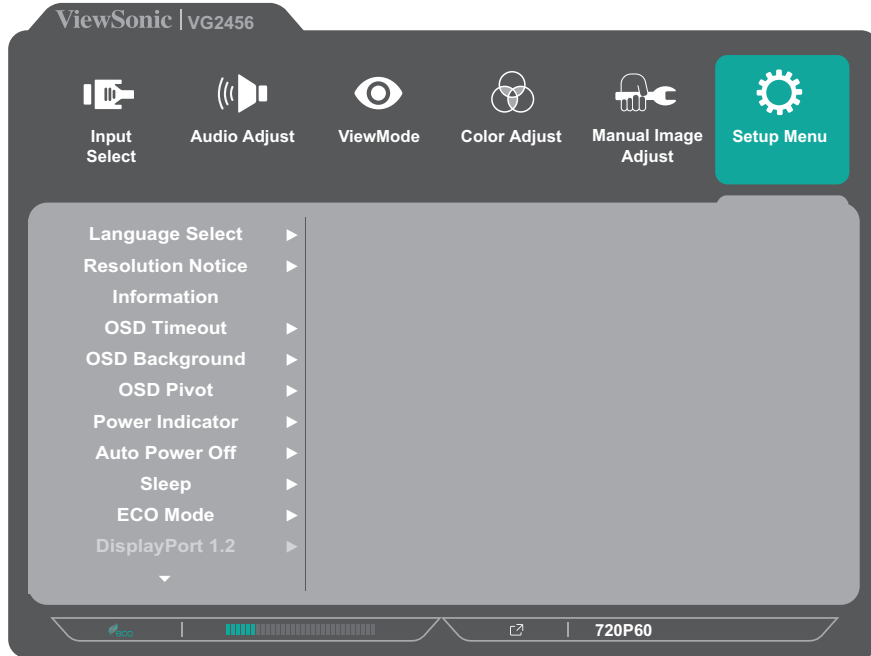 ViewSonic | VG2456
Input
Select
Audio Adjust
ViewMode
Color Adjust
Manual Image
Adjust
Setup Menu
Language Select
Resolution Notice
Information
OSD Timeout
OSD Background
OSD Pivot
Power Indicator
Auto Power Off
Sleep
ECO Mode
DisplayPort 1.2
eco
720P60